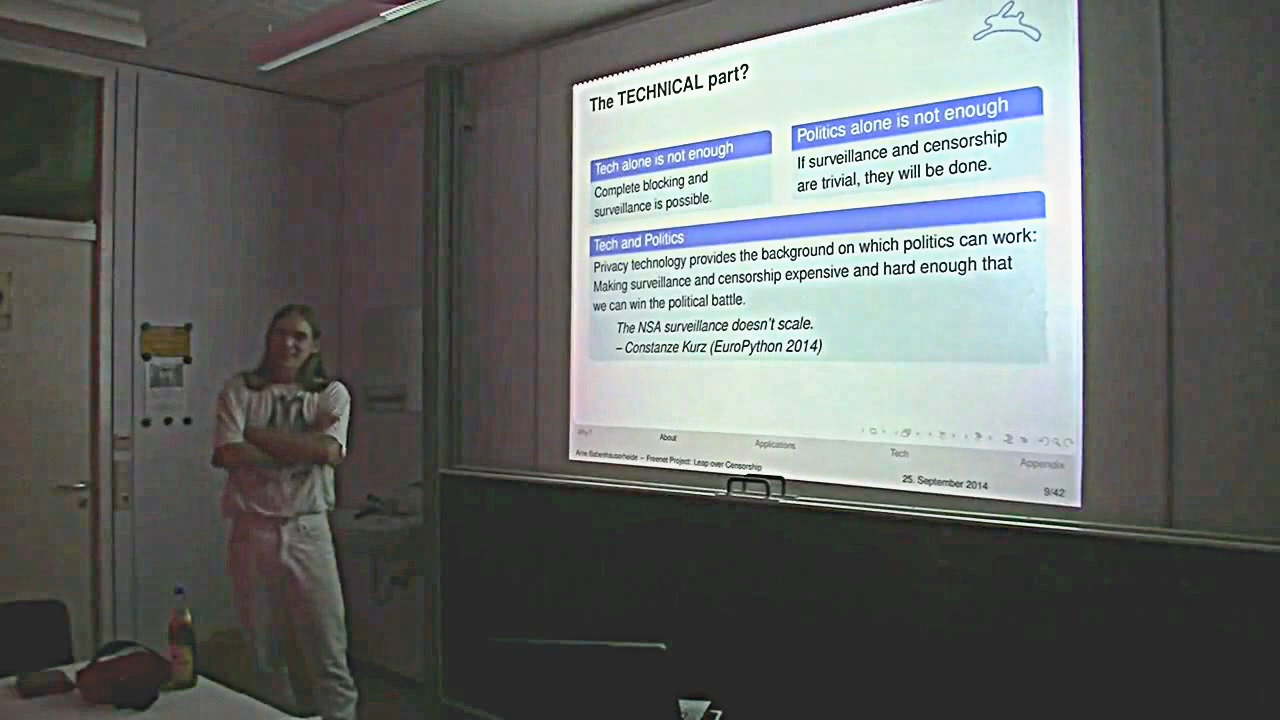 The TECHNICAL part?
Tech alone is not enough
Complete blocking and
surveillance is possible.
Politics alone is not enough
If surveillance and censorship
are trivial, they will be done.
Tech and Politics
Privacy technology provides the background on which politics can work:
Making surveillance and censorship expensive and hard enough that
we can win the political battle.
The NSA surveillance doesn't scale.
– Constanze Kurz (EuroPython 2014)
Why?
About
Applications
Tech
Appendix
Arne Babenhauserheide – Freenet Project: Leap over Censorship
25. September 2014
9/42